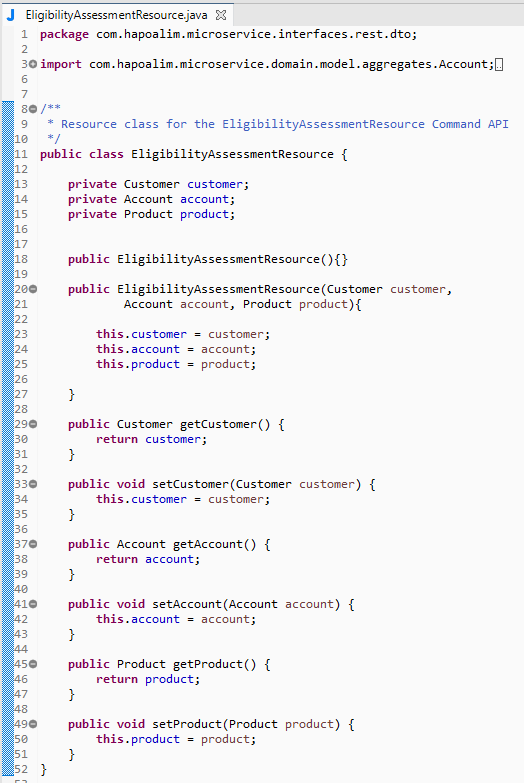 EligibilityAssessmentResource.java
1 package com.hapoalim.microservice.interfaces.rest.dto;
2
3 import com.hapoalim.microservice.domain.model.aggregates.Account;
6
7
8 /**
9 * Resource class for the EligibilityAssessmentResource Command API
10 */
11 public class EligibilityAssessmentResource {
12
13 private Customer customer;
14 private Account account;
15 private Product product;
16
17
18 public EligibilityAssessmentResource(){}
19
20 public EligibilityAssessmentResource(Customer customer,
21 Account account, Product product){
22
23 this.customer = customer;
24 this.account = account;
25 this.product = product;
26
27 }
28
29 public Customer getCustomer() {
30 return customer;
31 }
32
33 public void setCustomer(Customer customer) {
34 this.customer = customer;
35 }
36
37 public Account getAccount() {
38 return account;
39 }
40
41 public void setAccount(Account account) {
42 this.account = account;
43 }
44
45 public Product getProduct() {
46 return product;
47 }
48
49 public void setProduct(Product product) {
50 this.product = product;
51 }
52 }